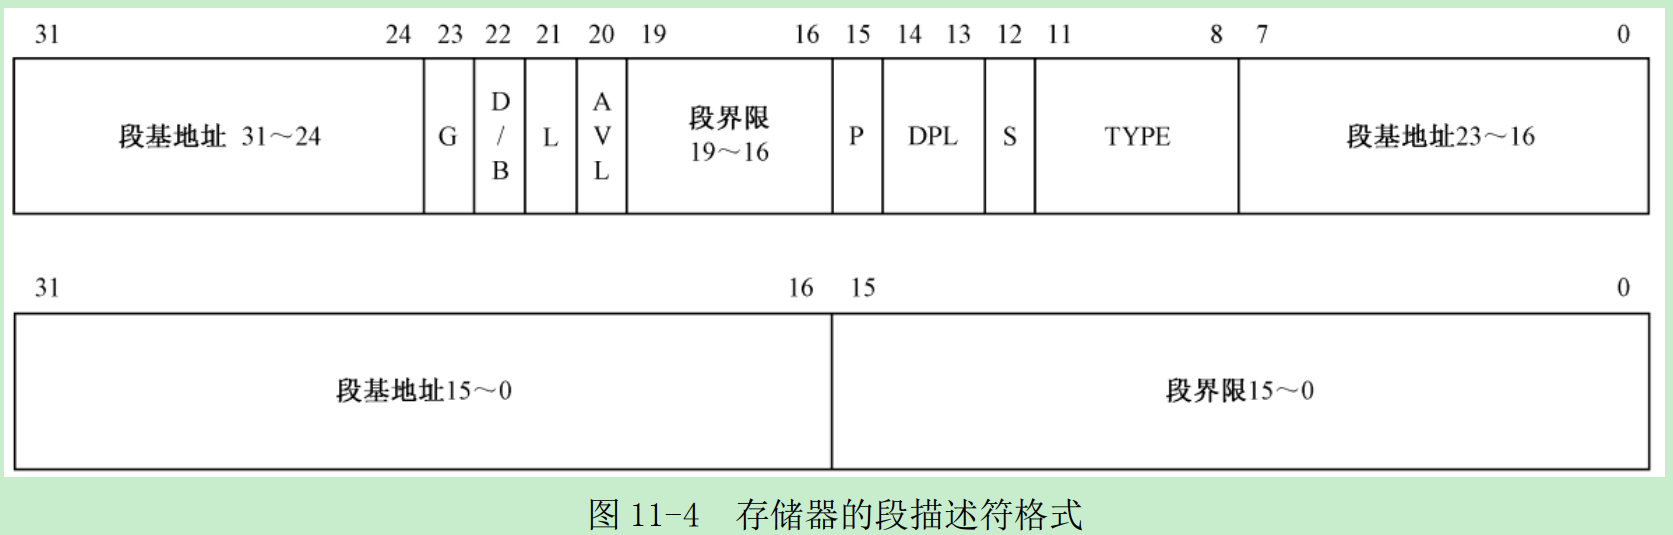 31 24 23 22 21 20 19 16 15 14 13 12 11 8 7 0
段基地址 31～24 G D/B L AVL 段界限 19～16 P DPL S TYPE 段基地址23～16
31 16 15 0
段基地址15～0 段界限15～0
图 11-4 存储器的段描述符格式